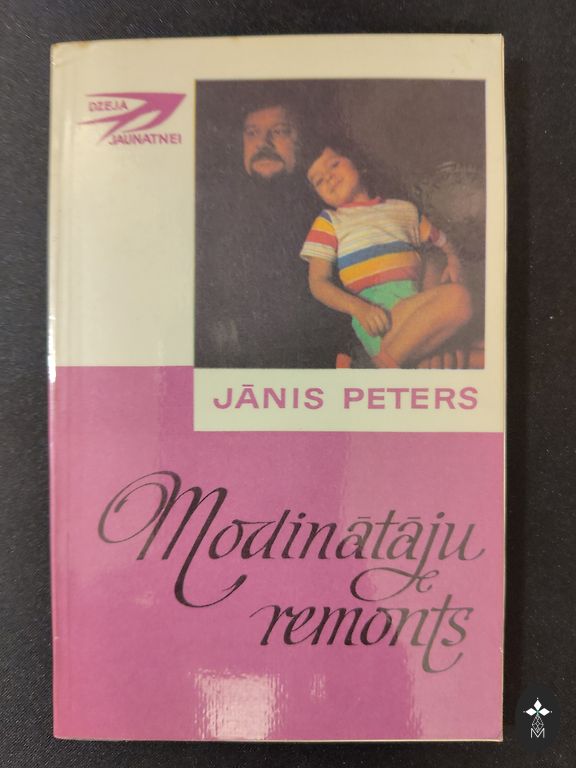 DZEJA
JAUNATNEI
JĀNIS PETERS
Modinātāju
remonts
M